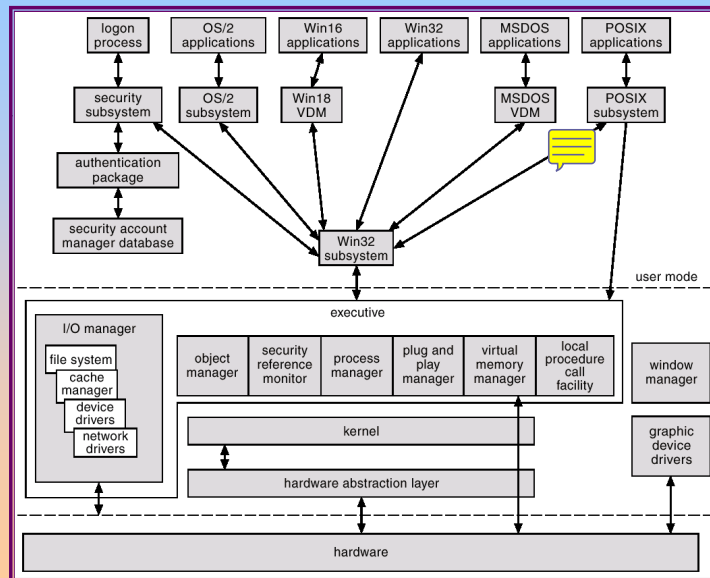 logon
process
OS/2
applications
Win16
applications
Win32
applications
MSDOS
applications
POSIX
applications
security
subsystem
OS/2
subsystem
Win18
VDM
MSDOS
VDM
POSIX
subsystem
authentication
package
security account
manager database
Win32
subsystem
user mode
executive
I/O manager
file system
cache
manager
device
drivers
network
drivers
object
manager
security
reference
monitor
process
manager
plug and
play
manager
virtual
memory
manager
local
procedure
call
facility
window
manager
kernel
graphic
device
drivers
hardware abstraction layer
hardware